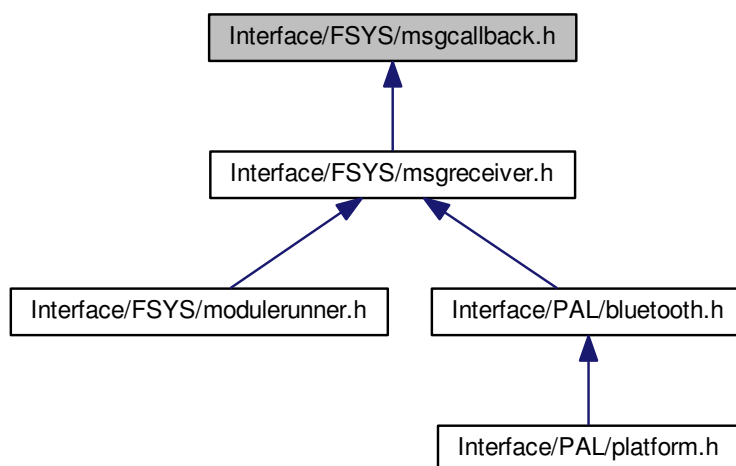 Interface/FSYS/msgcallback.h
Interface/FSYS/msgreceiver.h
Interface/FSYS/modulerunner.h
Interface/PAL/bluetooth.h
Interface/PAL/platform.h